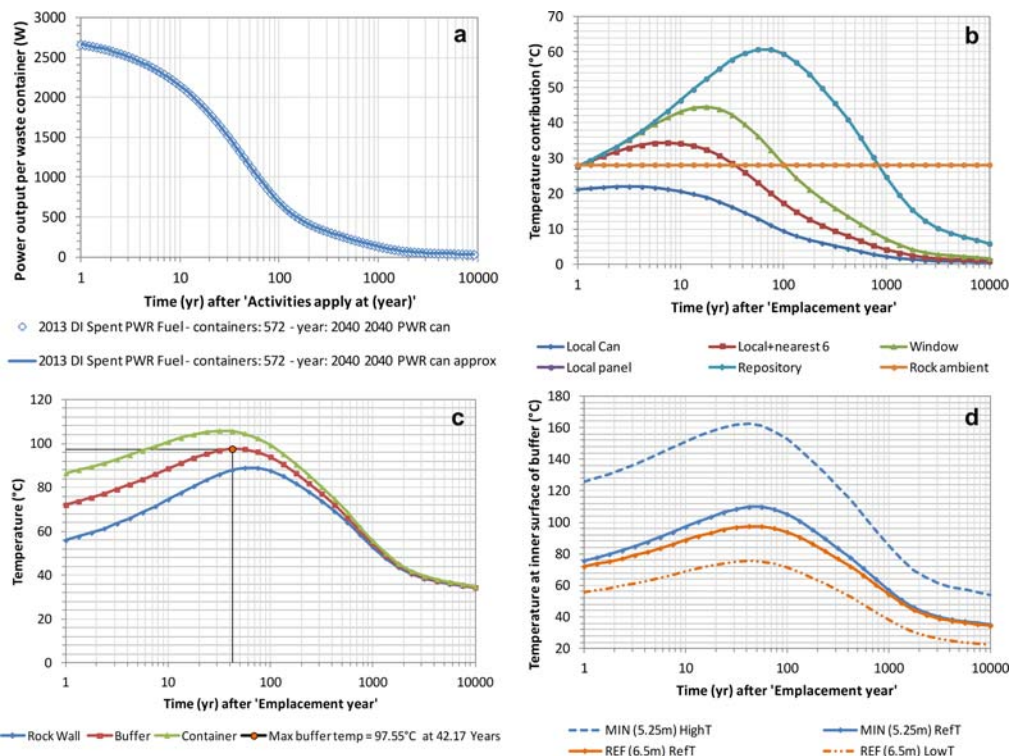 a
3000
2500
2000
1500
1000
500
0
Power output per waste container (W)
1 10 100 1000 10000
Time (yr) after 'Activities apply at (year)'
2013 DI Spent PWR Fuel - containers: 572 - year: 2040 2040 PWR can
2013 DI Spent PWR Fuel - containers: 572 - year: 2040 2040 PWR can approx
b
70
60
50
40
30
20
10
0
Temperature contribution (°C)
1 10 100 1000 10000
Time (yr) after 'Emplacement year'
Local Can Local+nearest 6 Window
Local panel Repository Rock ambient
c
120
100
80
60
40
20
0
Temperature (°C)
1 10 100 1000 10000
Time (yr) after 'Emplacement year'
Rock Wall Buffer Container Max buffer temp = 97.55°C at 42.17 Years
d
180
160
140
120
100
80
60
40
20
Temperature at inner surface of buffer (°C)
1 10 100 1000 10000
Time (yr) after 'Emplacement year'
MIN (5.25m) HighT MIN (5.25m) RefT
REF (6.5m) RefT REF (6.5m) LowT